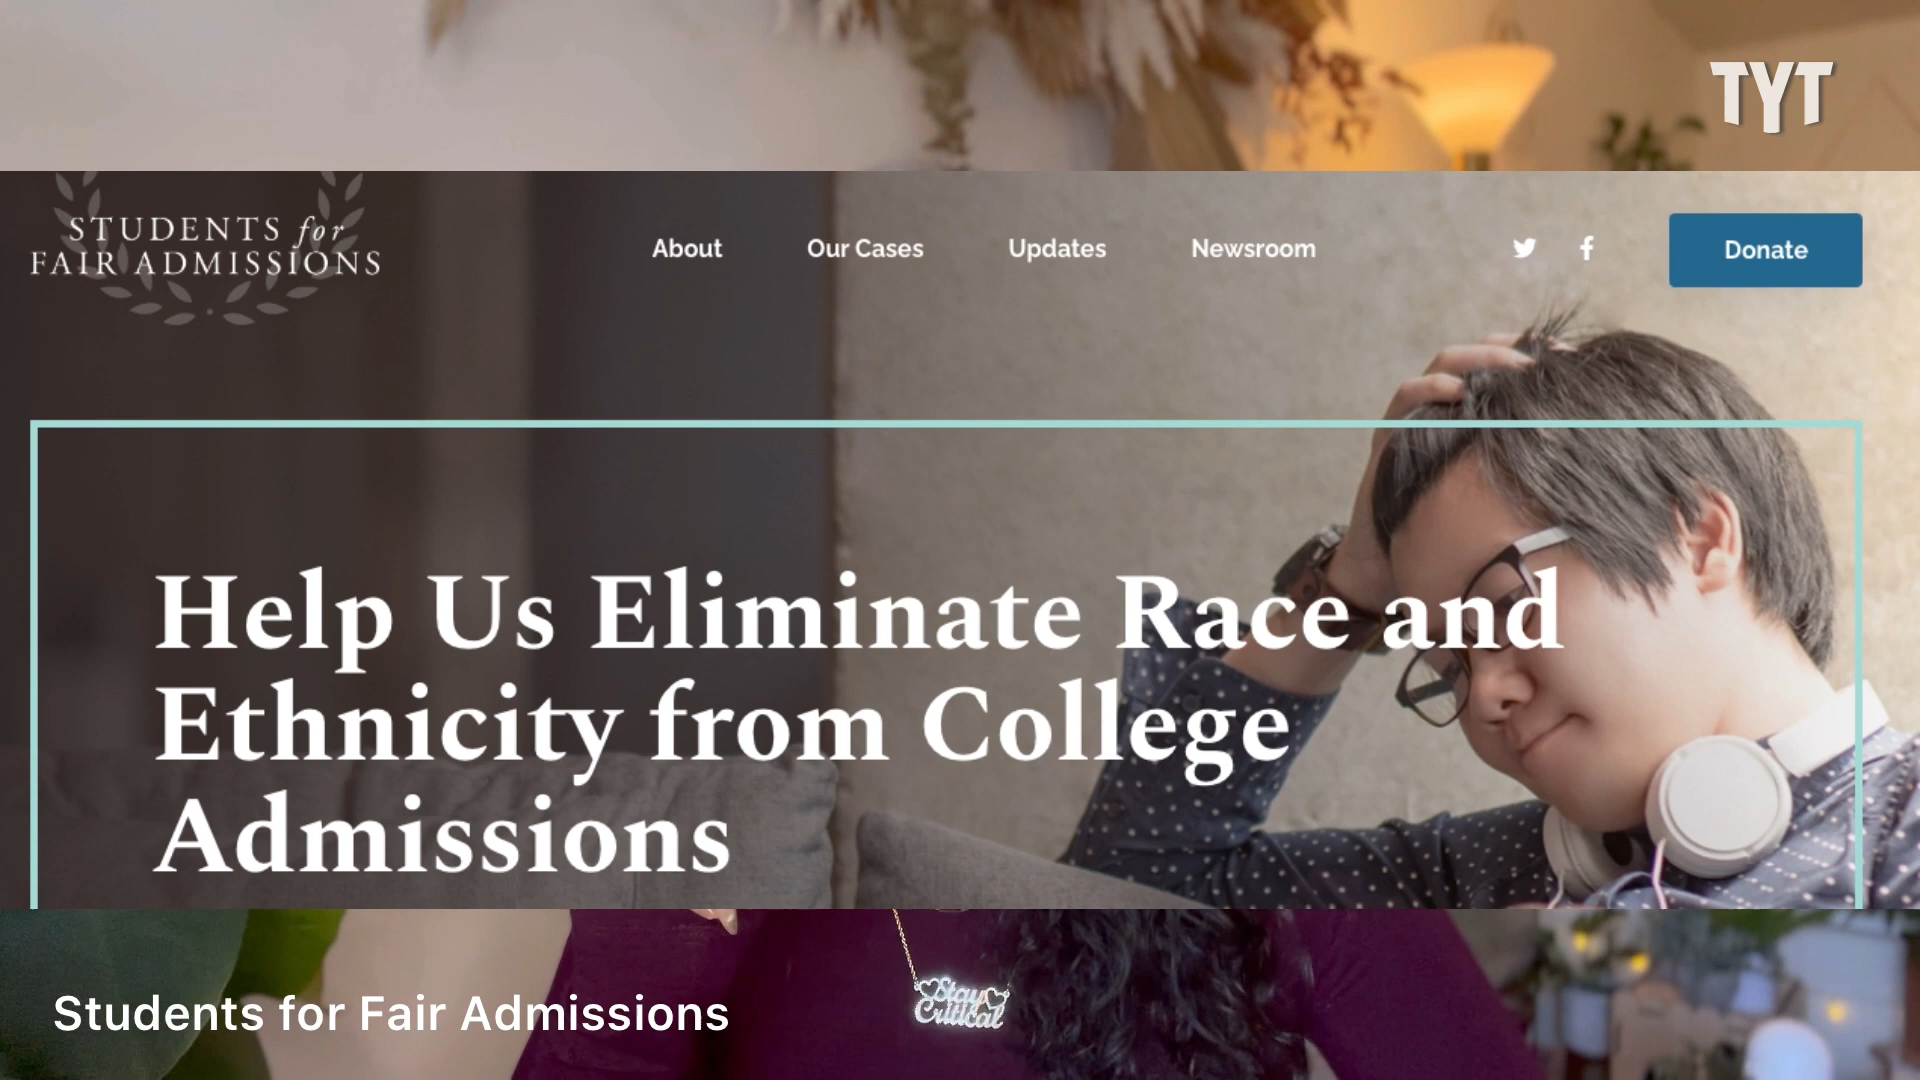 TYT
STUDENTS for
FAIR ADMISSIONS
About Our Cases Updates Newsroom Donate
Help Us Eliminate Race and
Ethnicity from College
Admissions
Stay
Critical
Students for Fair Admissions